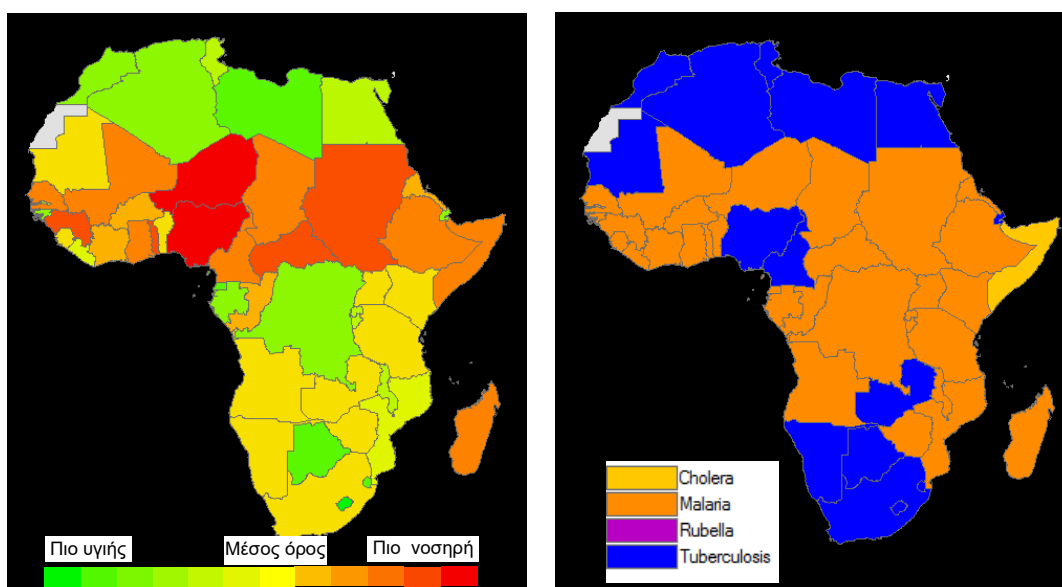 Πιο υγιής
Μέσος όρος
Πιο νοσηρή
Cholera
Malaria
Rubella
Tuberculosis